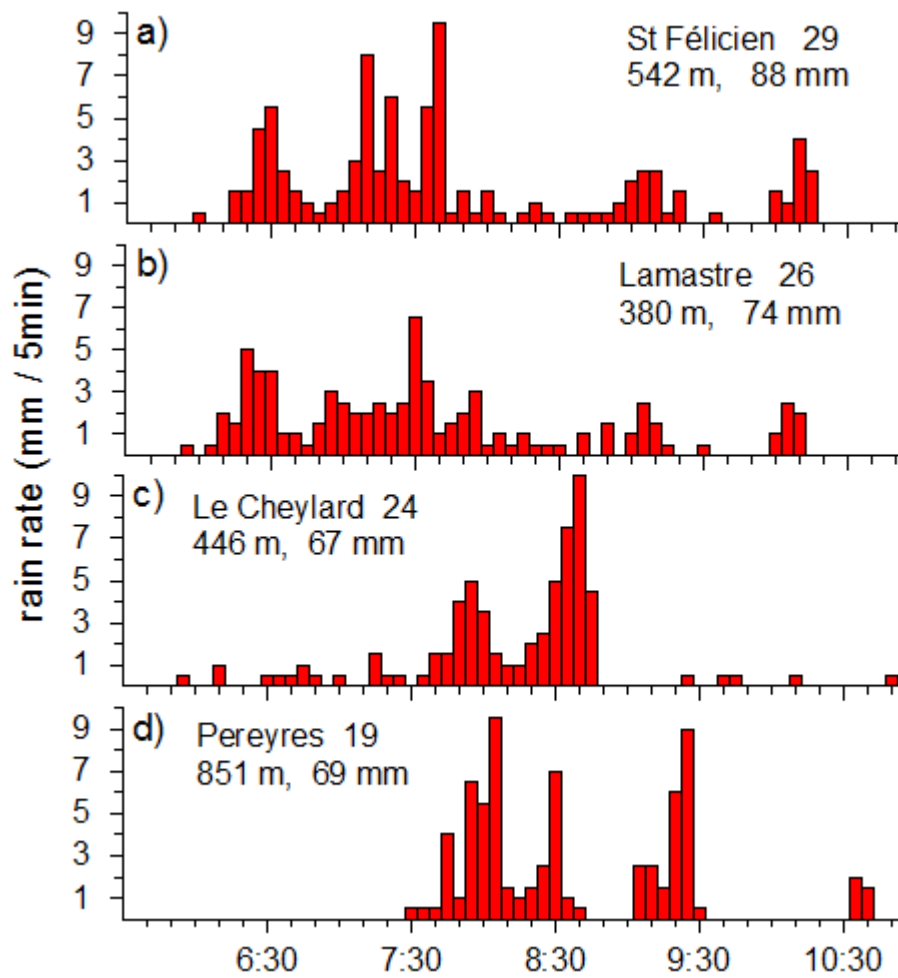 a)
St Félicien 29
542 m, 88 mm
9
7
5
3
1
b)
Lamastre 26
380 m, 74 mm
9
7
5
3
1
rain rate (mm / 5min)
c)
Le Cheylard 24
446 m, 67 mm
9
7
5
3
1
d)
Pereyres 19
851 m, 69 mm
9
7
5
3
1
6:30 7:30 8:30 9:30 10:30